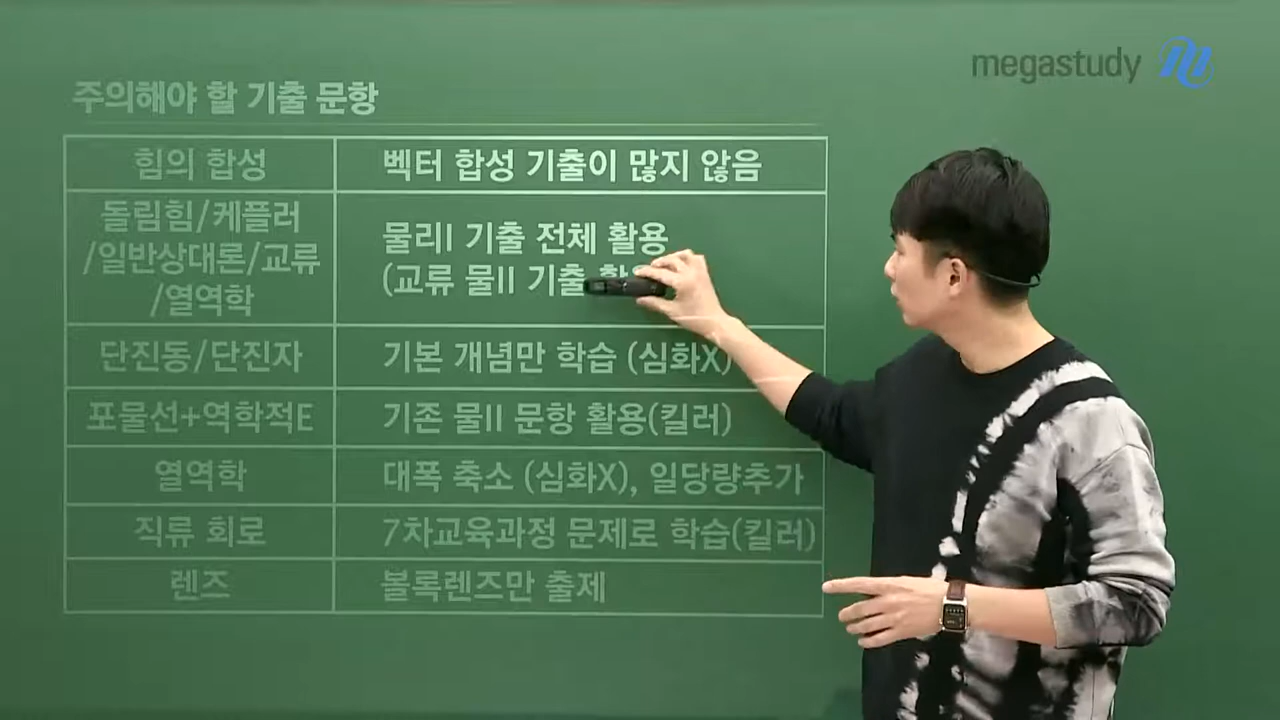 megastudy
주의해야 할 기출 문항
힘의 합성
벡터 합성 기출이 많지 않음
돌림힘/케플러
/일반상대론/교류
/열역학
물리I 기출 전체 활용
(교류 물II 기출
단진동/단진자
기본 개념만 학습 (심화X)
포물선+역학적E
기존 물II 문항 활용(킬러)
열역학
대폭 축소 (심화X), 일당량추가
직류 회로
7차교육과정 문제로 학습(킬러)
렌즈
볼록렌즈만 출제